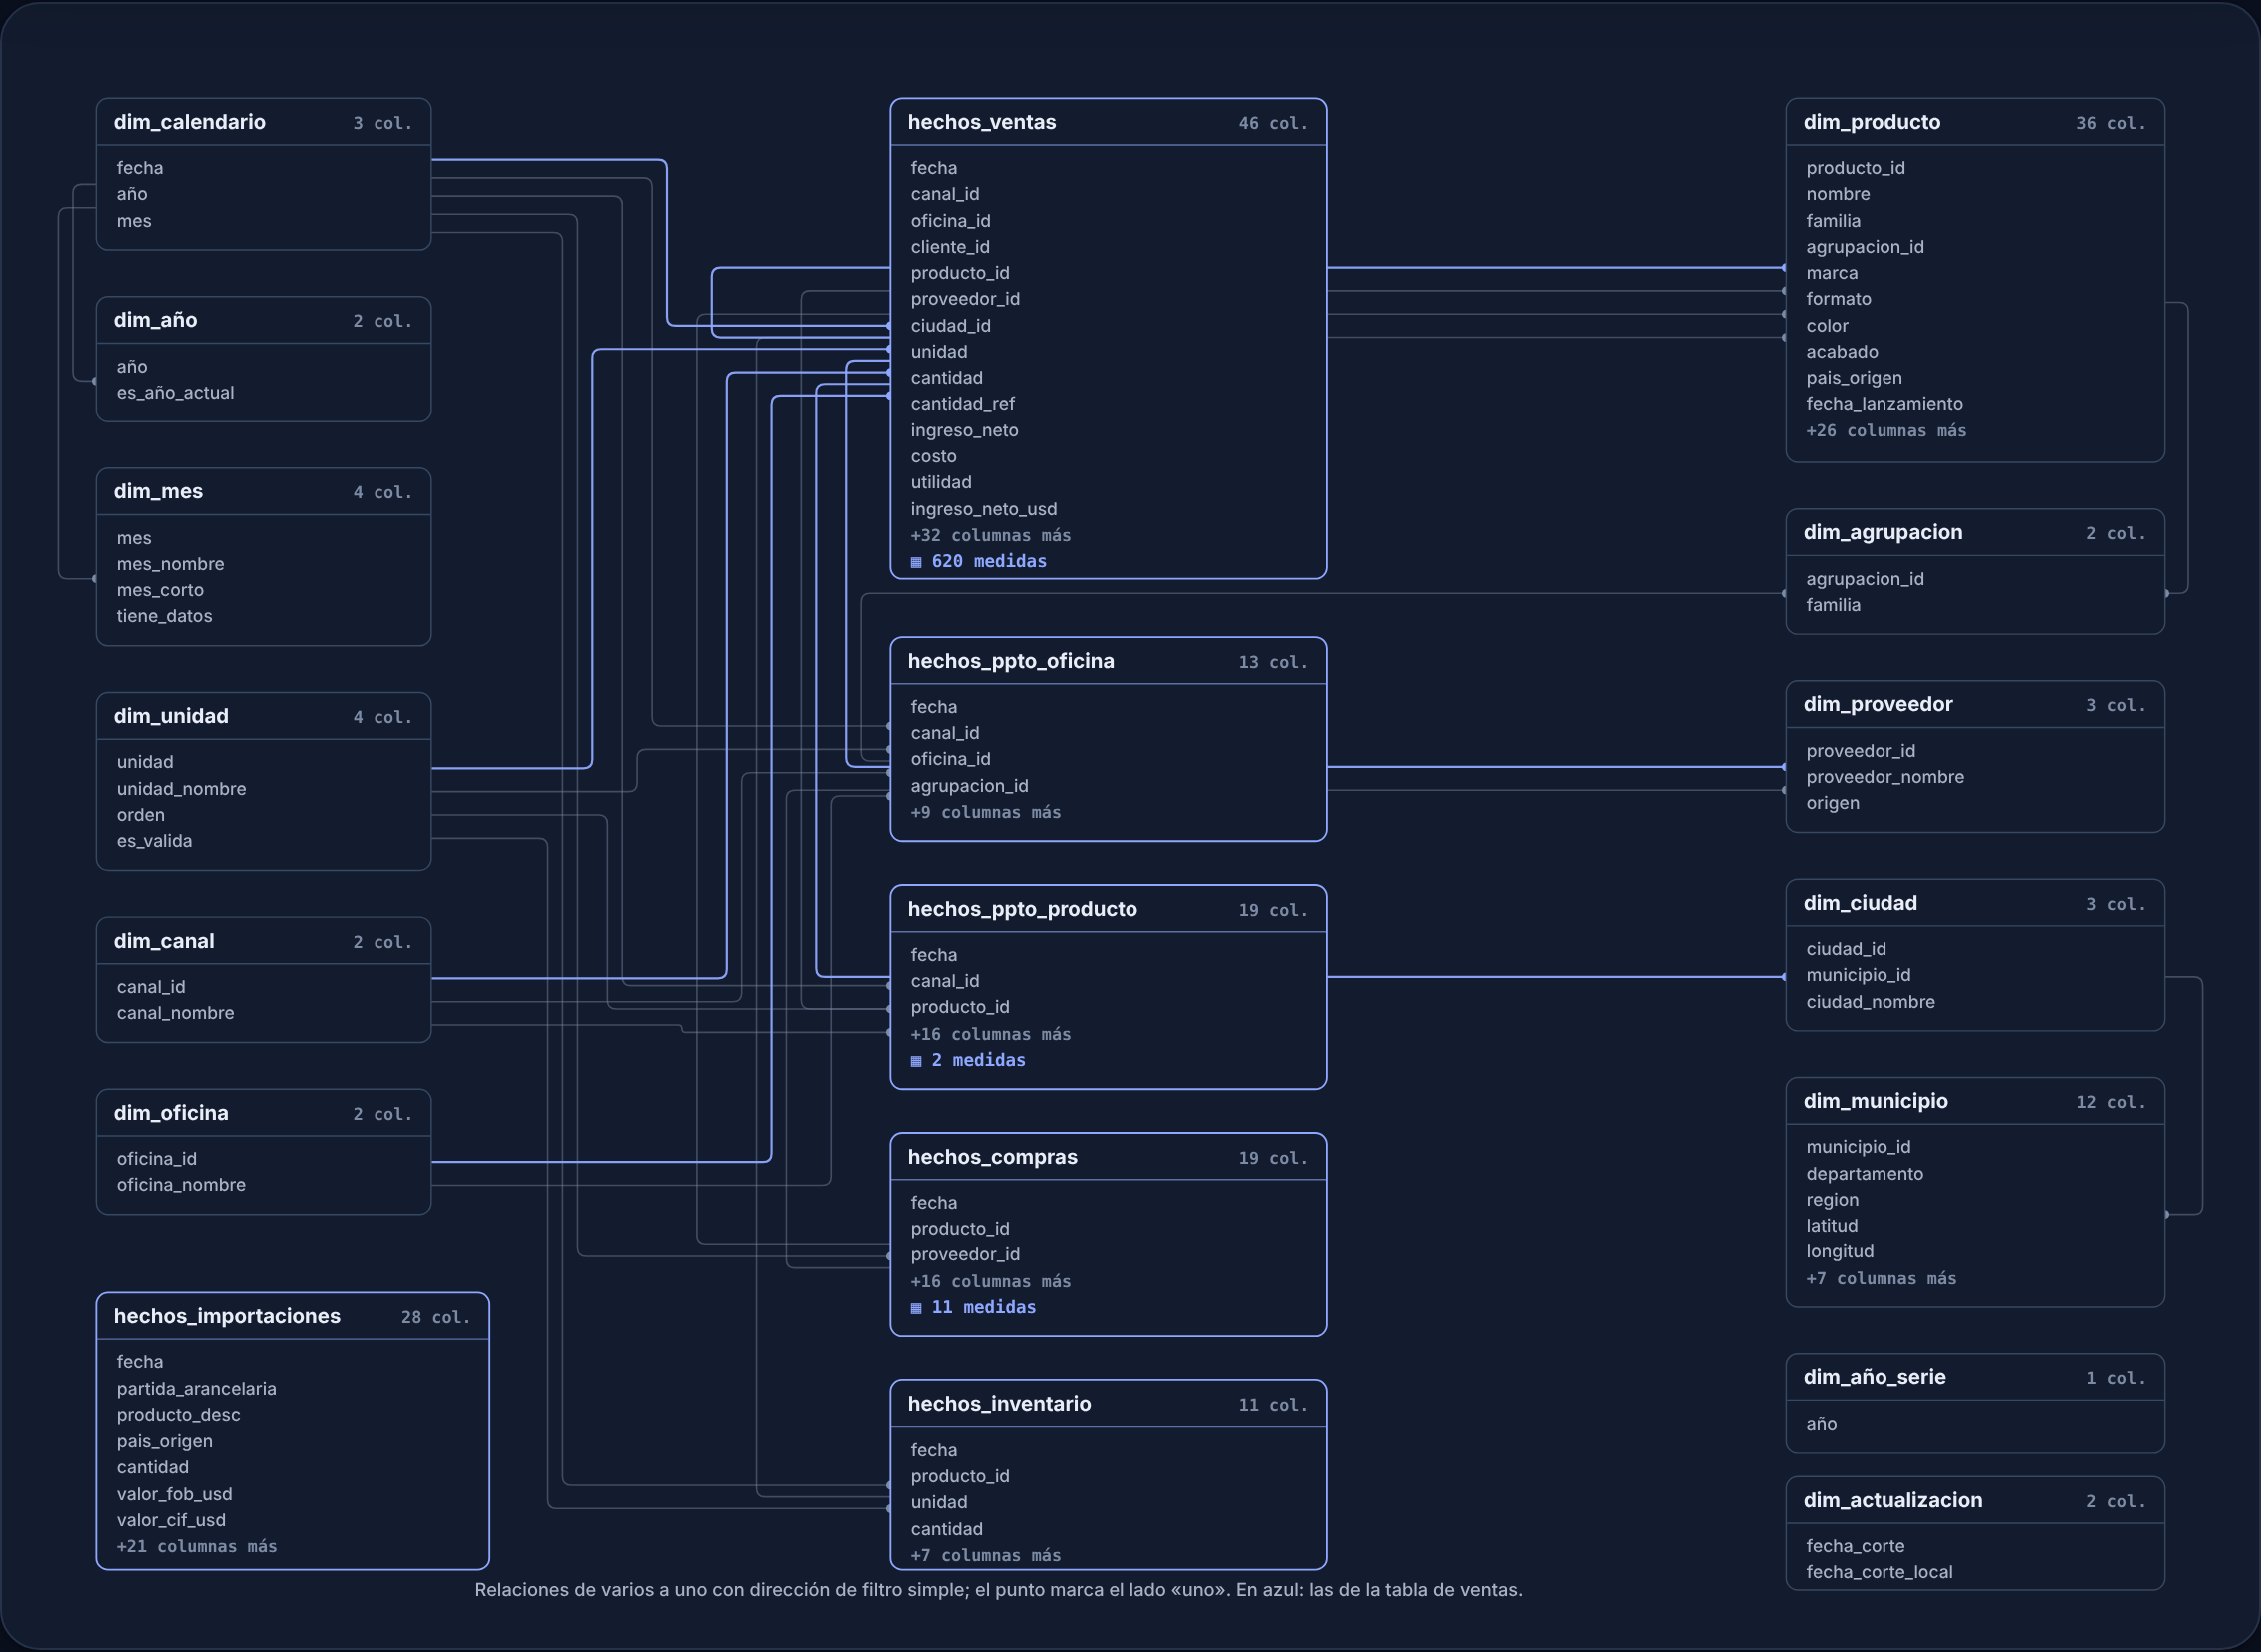 dim_calendario 3 col.
fecha
año
mes
dim_año 2 col.
año
es_año_actual
dim_mes 4 col.
mes
mes_nombre
mes_corto
tiene_datos
dim_unidad 4 col.
unidad
unidad_nombre
orden
es_valida
dim_canal 2 col.
canal_id
canal_nombre
dim_oficina 2 col.
oficina_id
oficina_nombre
hechos_importaciones 28 col.
fecha
partida_arancelaria
producto_desc
pais_origen
cantidad
valor_fob_usd
valor_cif_usd
+21 columnas más
hechos_ventas 46 col.
fecha
canal_id
oficina_id
cliente_id
producto_id
proveedor_id
ciudad_id
unidad
cantidad
cantidad_ref
ingreso_neto
costo
utilidad
ingreso_neto_usd
+32 columnas más
▦ 620 medidas
hechos_ppto_oficina 13 col.
fecha
canal_id
oficina_id
agrupacion_id
+9 columnas más
hechos_ppto_producto 19 col.
fecha
canal_id
producto_id
+16 columnas más
▦ 2 medidas
hechos_compras 19 col.
fecha
producto_id
proveedor_id
+16 columnas más
▦ 11 medidas
hechos_inventario 11 col.
fecha
producto_id
unidad
cantidad
+7 columnas más
dim_producto 36 col.
producto_id
nombre
familia
agrupacion_id
marca
formato
color
acabado
pais_origen
fecha_lanzamiento
+26 columnas más
dim_agrupacion 2 col.
agrupacion_id
familia
dim_proveedor 3 col.
proveedor_id
proveedor_nombre
origen
dim_ciudad 3 col.
ciudad_id
municipio_id
ciudad_nombre
dim_municipio 12 col.
municipio_id
departamento
region
latitud
longitud
+7 columnas más
dim_año_serie 1 col.
año
dim_actualizacion 2 col.
fecha_corte
fecha_corte_local
Relaciones de varios a uno con dirección de filtro simple; el punto marca el lado «uno». En azul: las de la tabla de ventas.